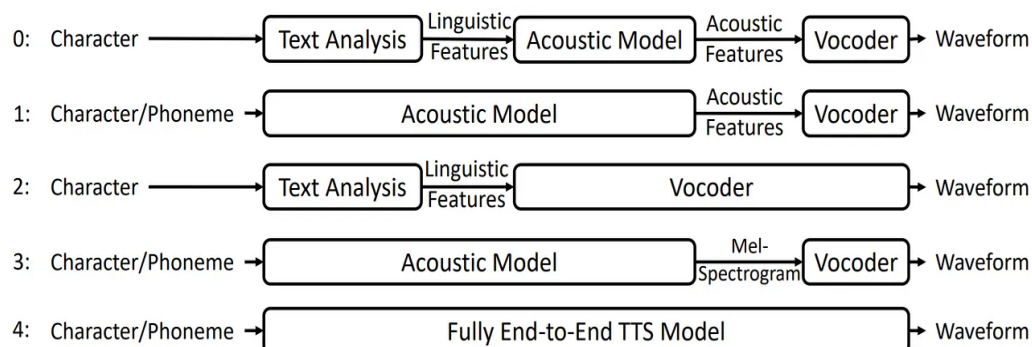 0: Character Text Analysis Linguistic Features Acoustic Model Acoustic Features Vocoder Waveform
1: Character/Phoneme Acoustic Model Acoustic Features Vocoder Waveform
2: Character Text Analysis Linguistic Features Vocoder Waveform
3: Character/Phoneme Acoustic Model Mel-Spectrogram Vocoder Waveform
4: Character/Phoneme Fully End-to-End TTS Model Waveform